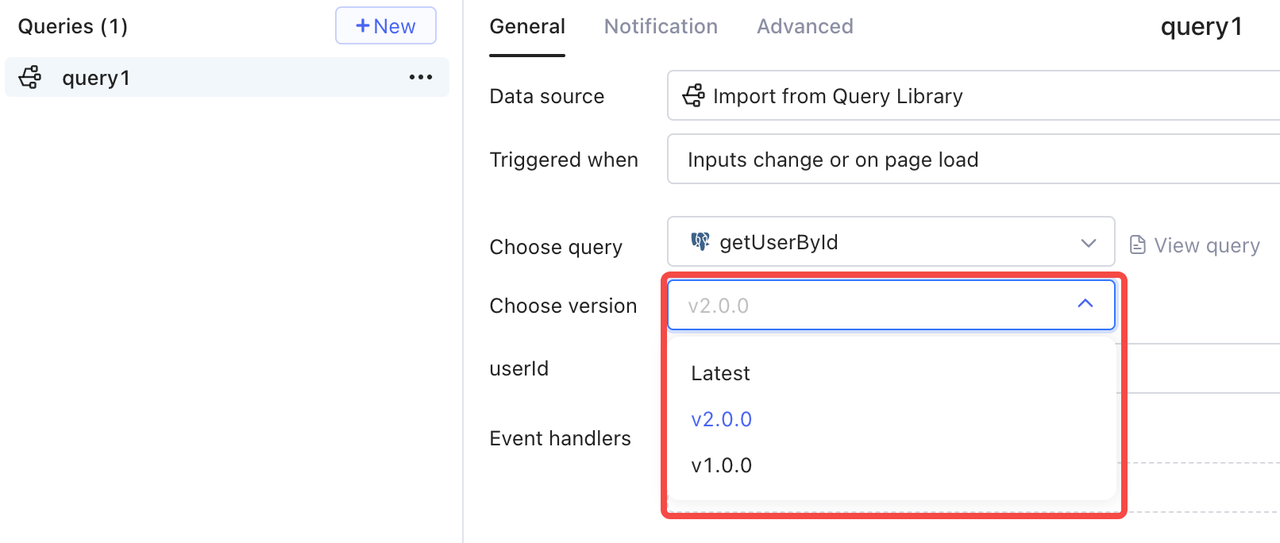 Queries (1)
+ New
query1
General Notification Advanced
query1
Data source
Import from Query Library
Triggered when
Inputs change or on page load
Choose query
getUserById
View query
Choose version
v2.0.0
Latest
v2.0.0
v1.0.0
userId
Event handlers